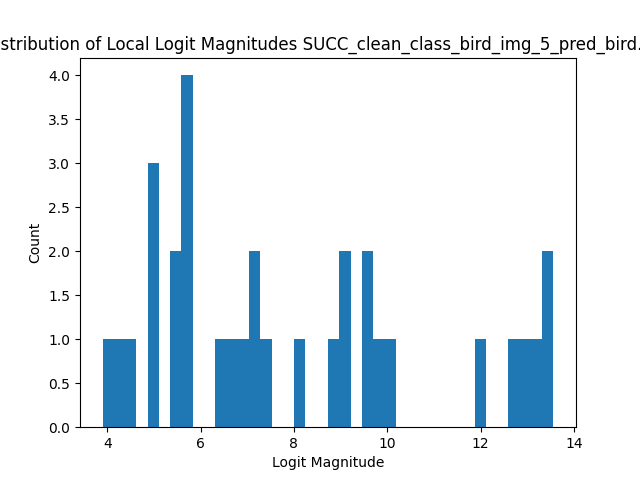 stribution of Local Logit Magnitudes SUCC_clean_class_bird_img_5_pred_bird.
4.0
3.5
3.0
2.5
2.0
1.5
1.0
0.5
0.0
Count
4 6 8 10 12 14
Logit Magnitude